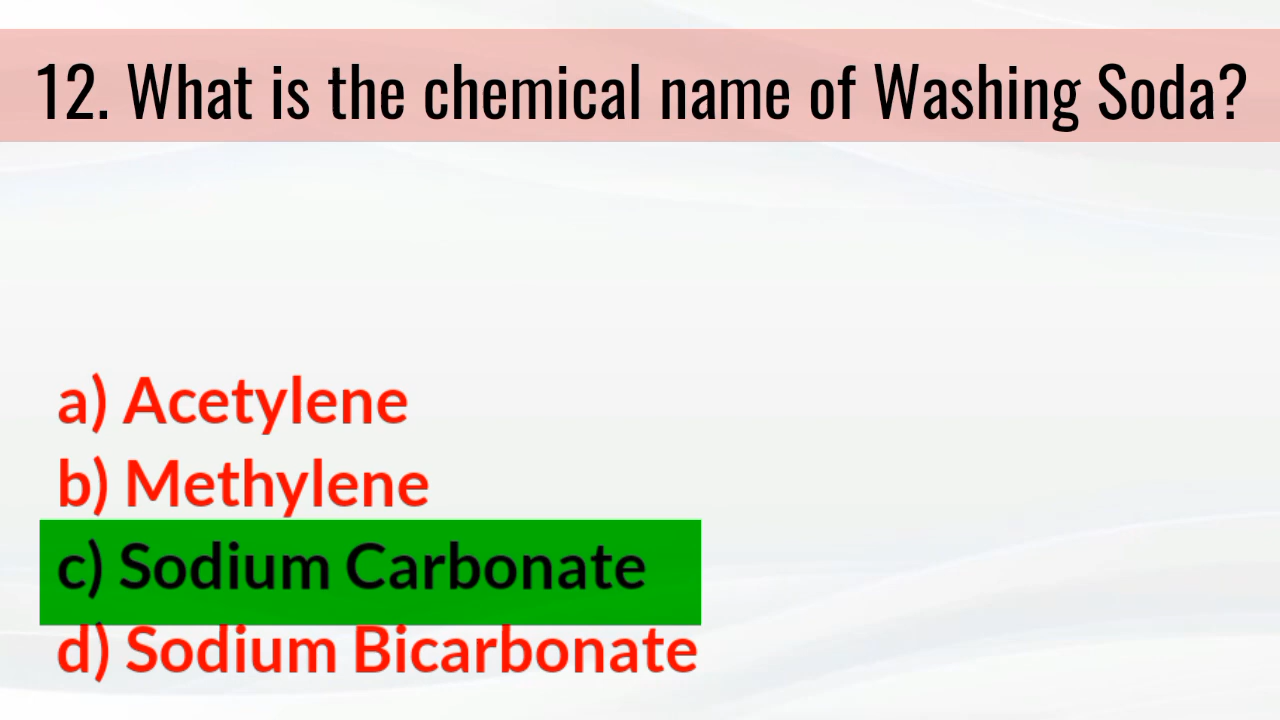 12. What is the chemical name of Washing Soda?
a) Acetylene
b) Methylene
c) Sodium Carbonate
d) Sodium Bicarbonate